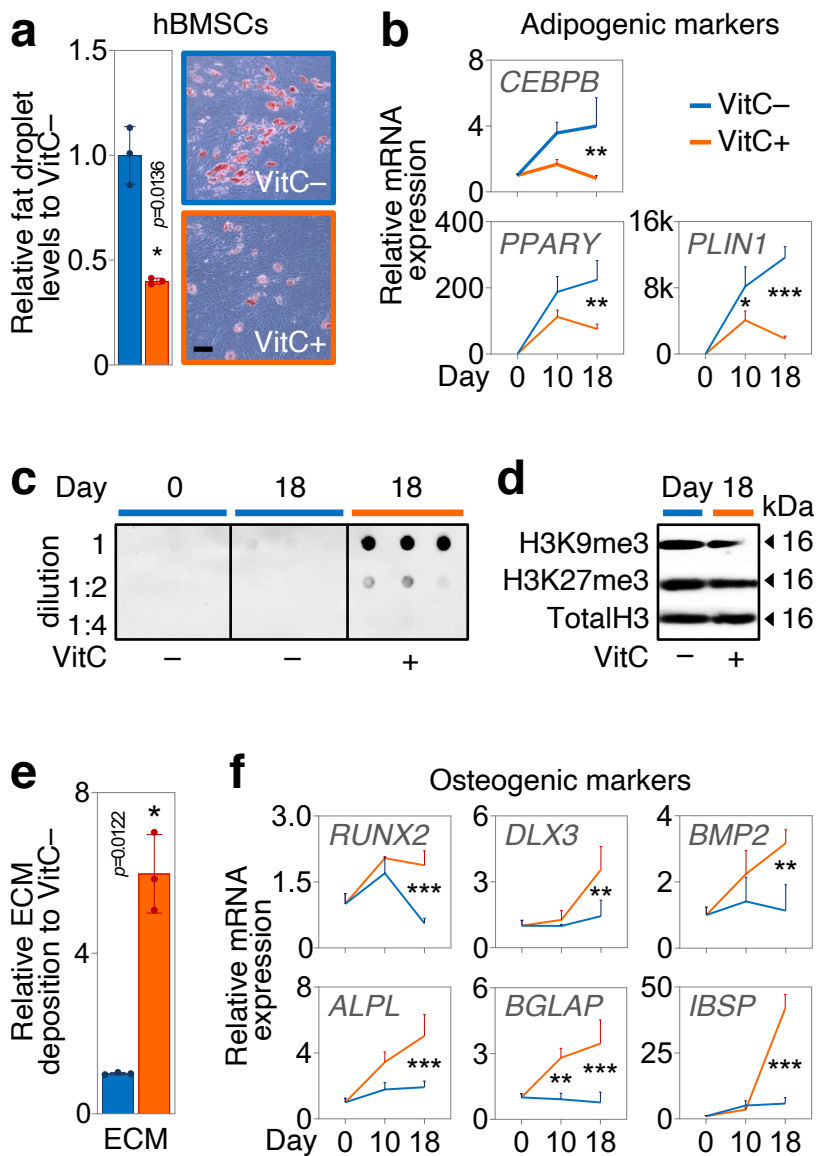 a
hBMSCs
Relative fat droplet
levels to VitC–
1.5
1.0
0.5
0
p=0.0136
*
VitC–
VitC+
b
Adipogenic markers
Relative mRNA
expression
8
4
0
CEBPB
**
VitC–
VitC+
400
200
0
PPARY
**
16k
8k
0
PLIN1
*
***
Day
0 10 18
0 10 18
c
Day 0 18 18
dilution
1
1:2
1:4
VitC – – +
d
Day 18
kDa
H3K9me3 ◀16
H3K27me3 ◀16
TotalH3 ◀16
VitC – +
e
Relative ECM
deposition to VitC–
8
4
0
p=0.0122
*
ECM
f
Osteogenic markers
Relative mRNA
expression
3.0
1.5
0
RUNX2
***
6
3
0
DLX3
**
4
2
0
BMP2
**
8
4
0
ALPL
***
6
3
0
BGLAP
**
***
50
25
0
IBSP
***
Day
0 10 18
0 10 18
0 10 18